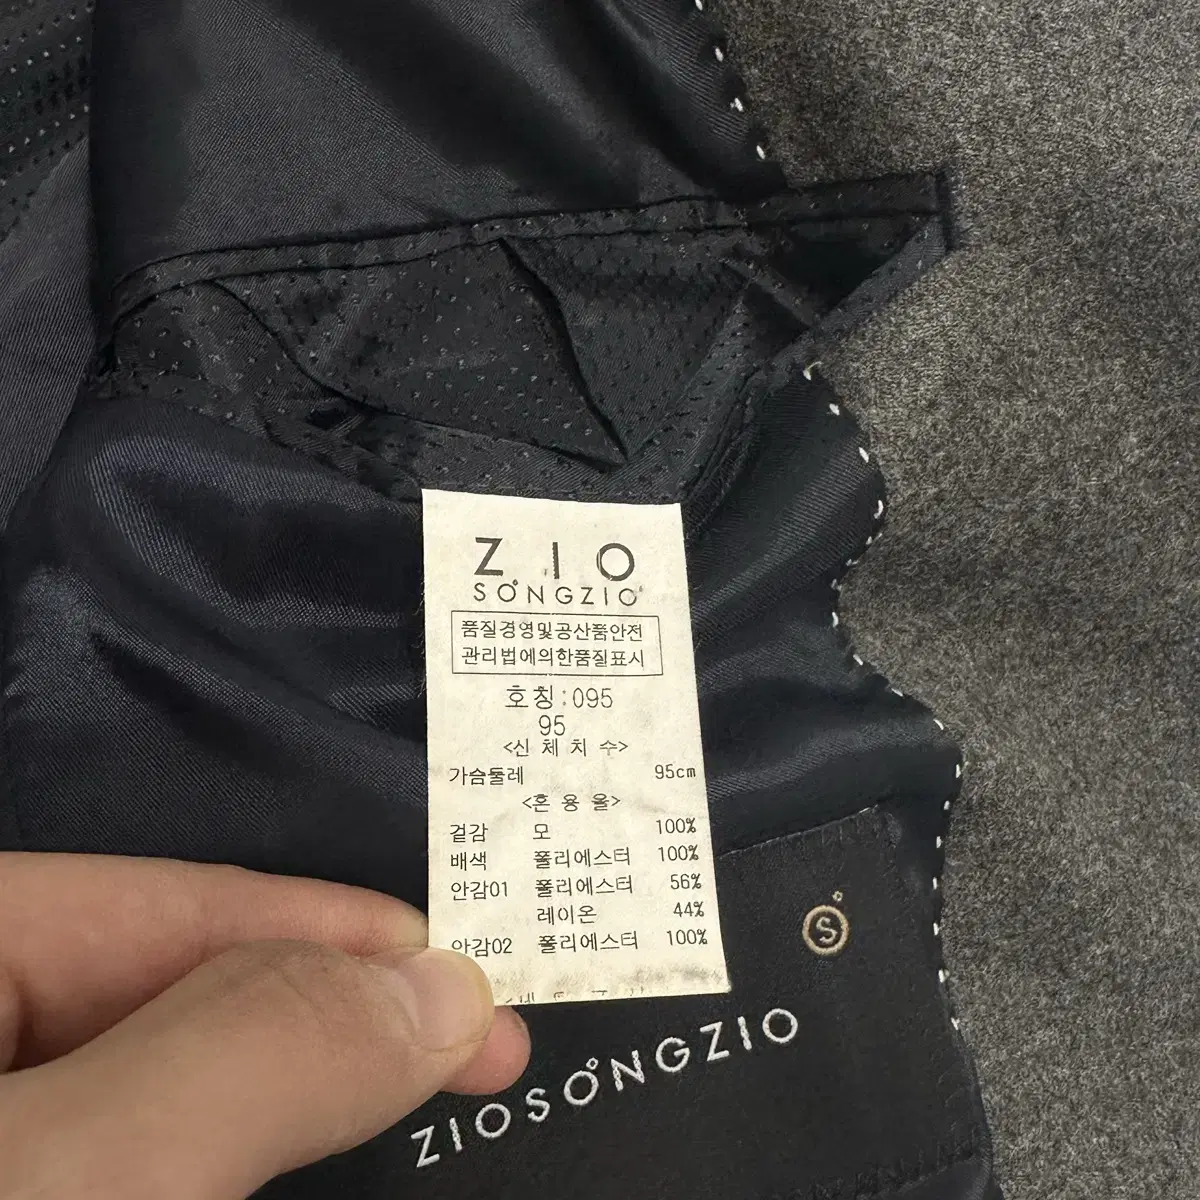 ZIO
SONGZIO
품질경영및공산품안전
관리법에의한품질표시
호칭:095
95
<신 체 치 수>
가슴둘레 95cm
<혼 용 율>
겉감 모 100%
배색 폴리에스터 100%
안감01 폴리에스터 56%
레이온 44%
안감02 폴리에스터 100%
S
ZIOSONGZIO